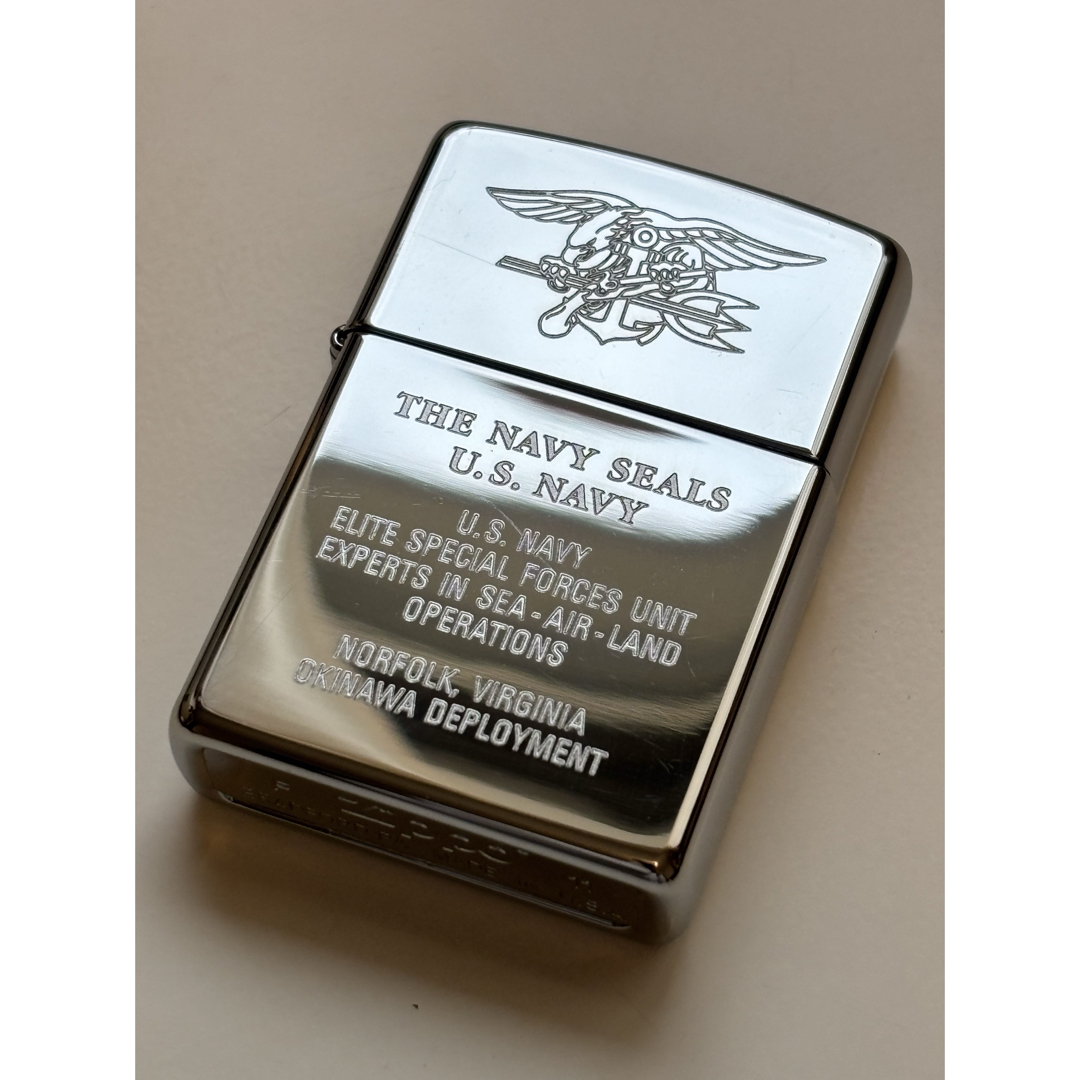 THE NAVY SEALS
U.S. NAVY
U.S. NAVY
ELITE SPECIAL FORCES UNIT
EXPERTS IN SEA-AIR-LAND
OPERATIONS
NORFOLK, VIRGINIA
OKINAWA DEPLOYMENT
F Zippo 11